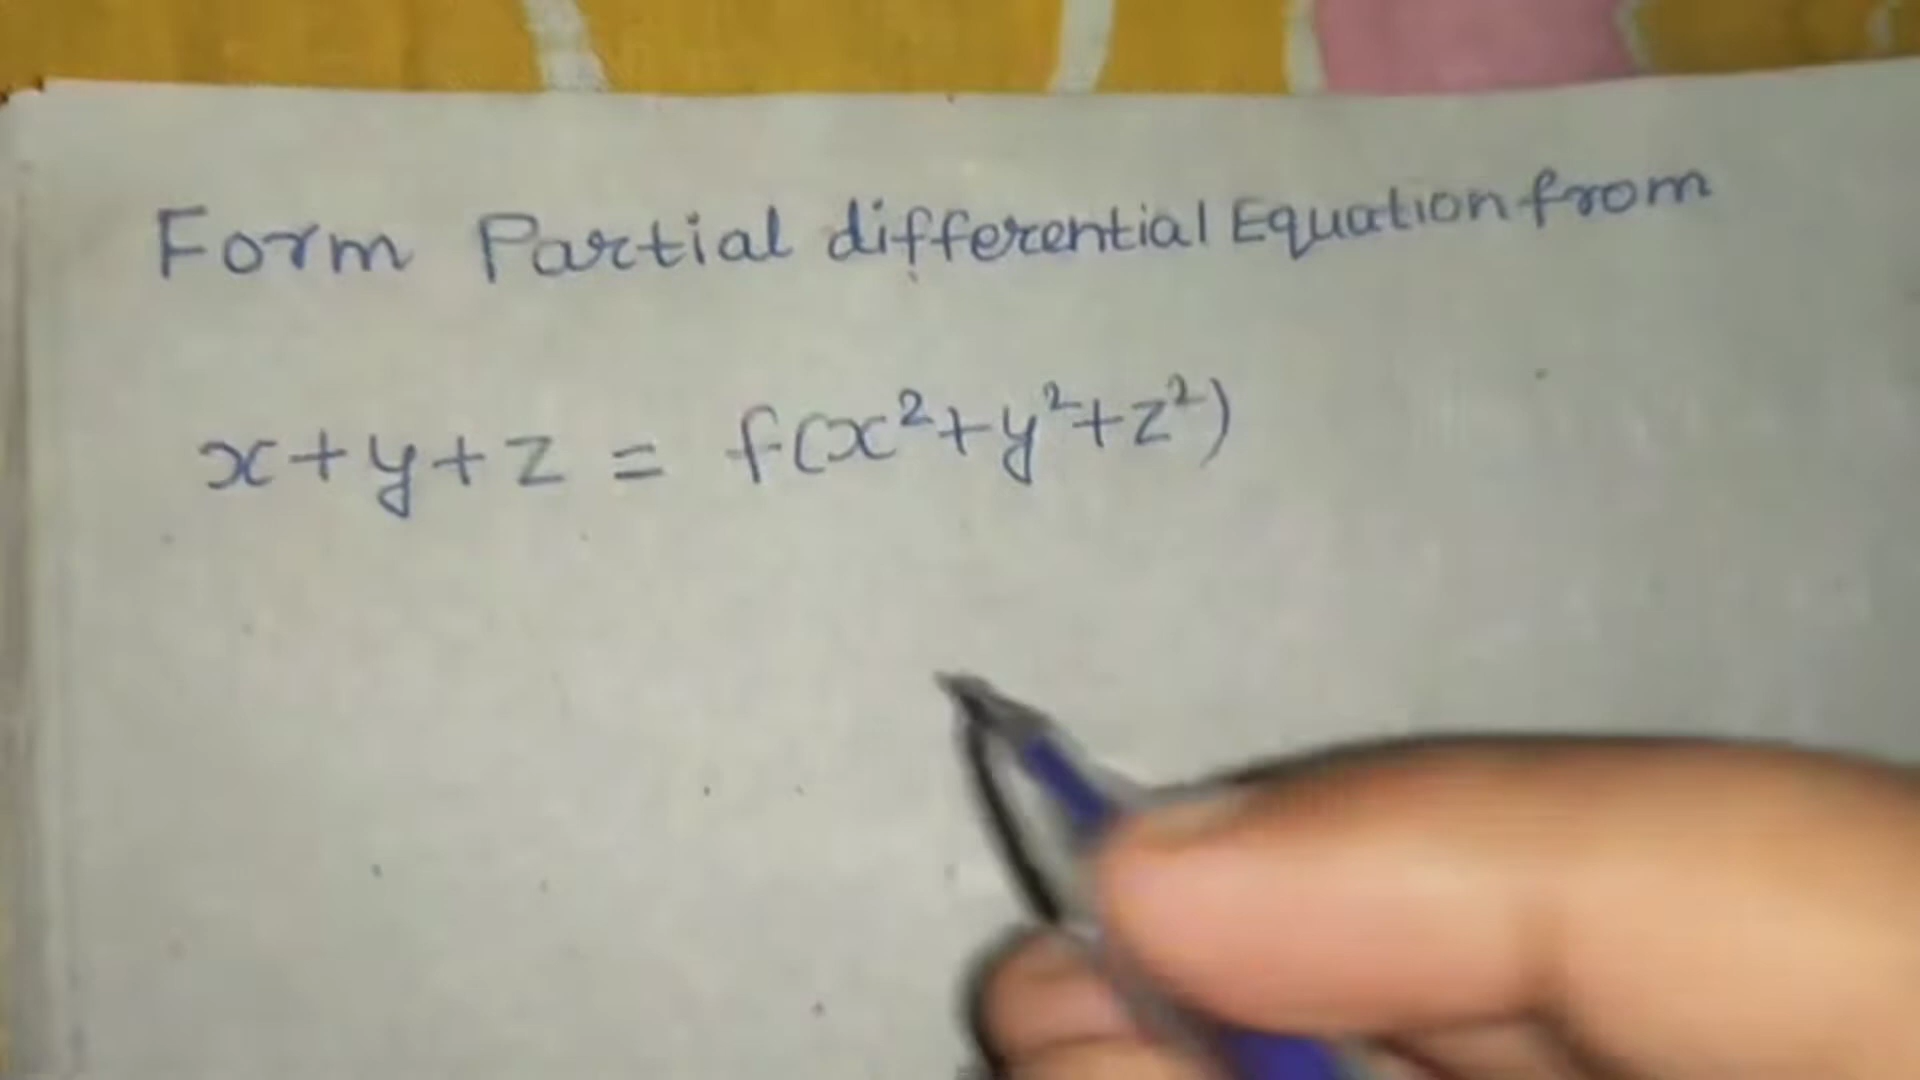 Form Partial differential Equation from
x+y+z = f(x²+y²+z²)